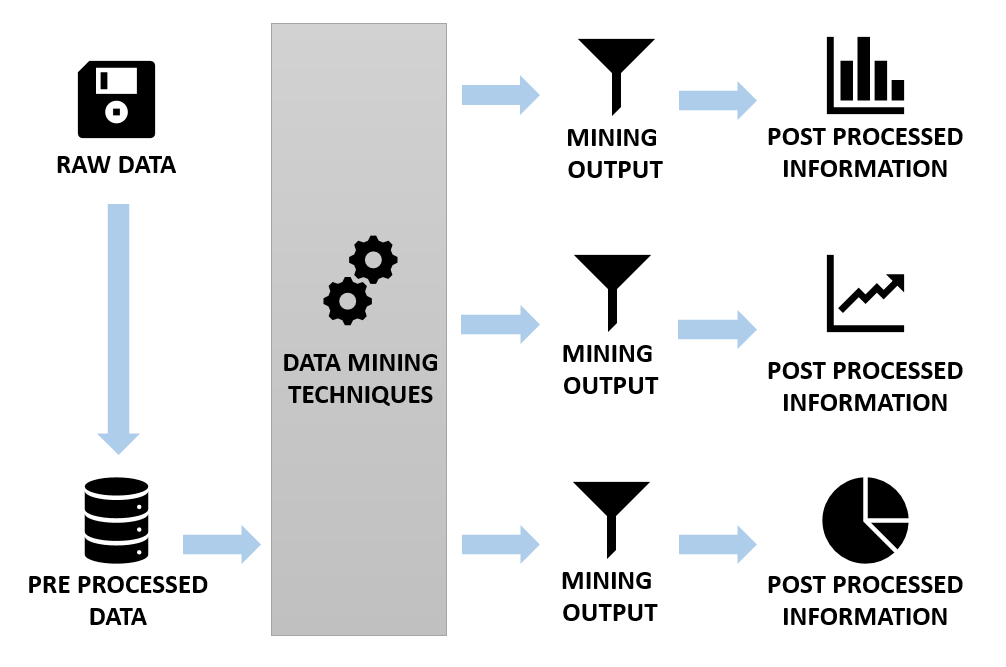 RAW DATA
PRE PROCESSED
DATA
DATA MINING
TECHNIQUES
MINING
OUTPUT
POST PROCESSED
INFORMATION
MINING
OUTPUT
POST PROCESSED
INFORMATION
MINING
OUTPUT
POST PROCESSED
INFORMATION